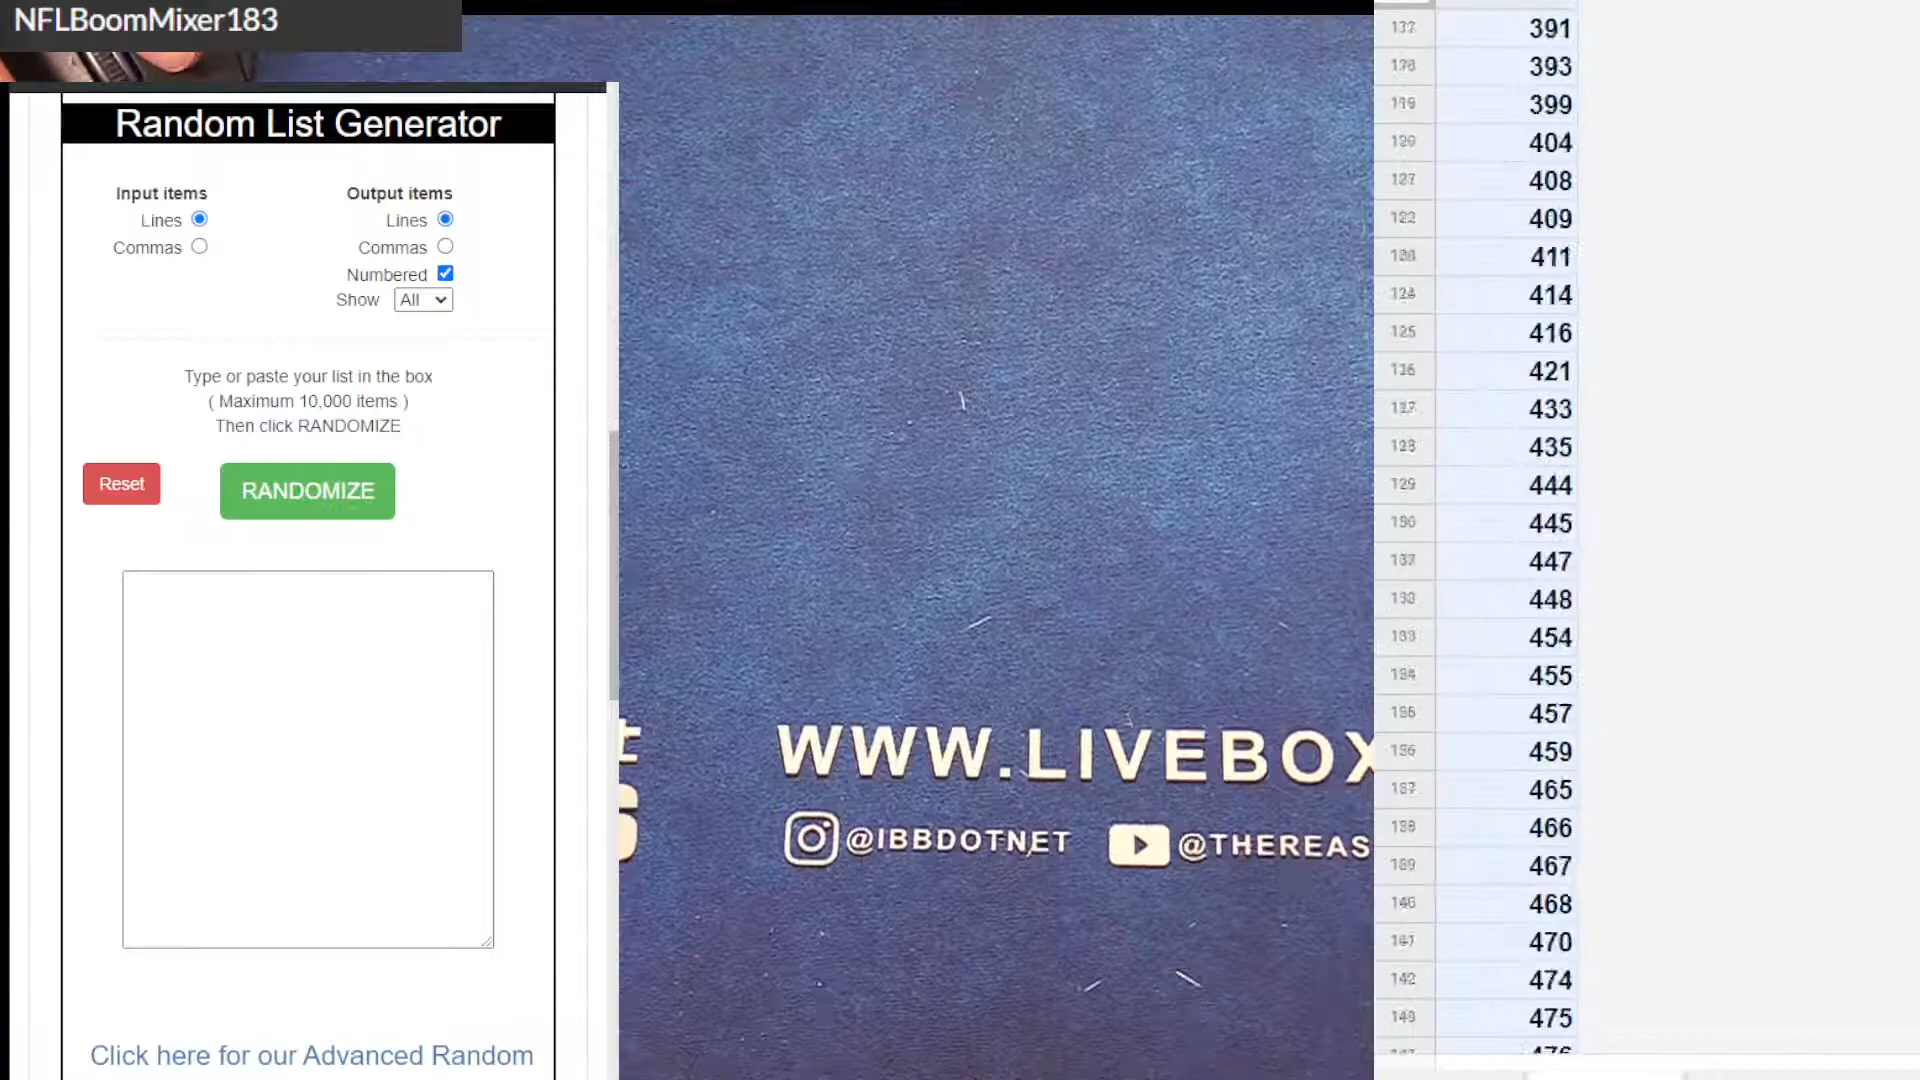 NFLBoomMixer183
Random List Generator
Input items
Lines
Commas
Output items
Lines
Commas
Numbered
Show All
Type or paste your list in the box
( Maximum 10,000 items )
Then click RANDOMIZE
Reset
RANDOMIZE
Click here for our Advanced Random
WWW.LIVEBOX
@IBBDOTNET
@THEREAS
391
393
399
404
408
409
411
414
416
421
433
435
444
445
447
448
454
455
457
459
465
466
467
468
470
474
475